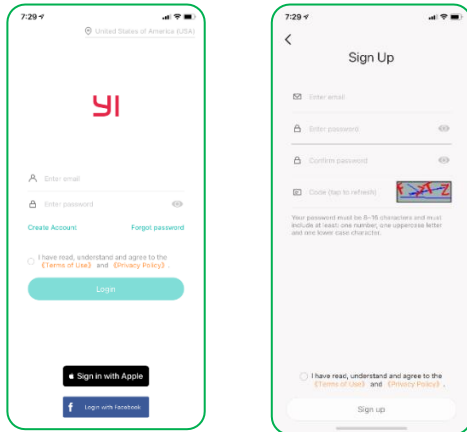 7:29
United States of America (USA)
YI
Enter email
Enter password
Create Account
Forgot password
I have read, understand and agree to the
《Terms of Use》 and 《Privacy Policy》.
Login
Sign in with Apple
f Login with Facebook
7:29
Sign Up
Enter email
Enter password
Confirm password
Code (tap to refresh)
Your password must be 8-16 characters and must
include at least one number, one uppercase letter
and one lower case character.
I have read, understand and agree to the
《Terms of Use》 and 《Privacy Policy》.
Sign up